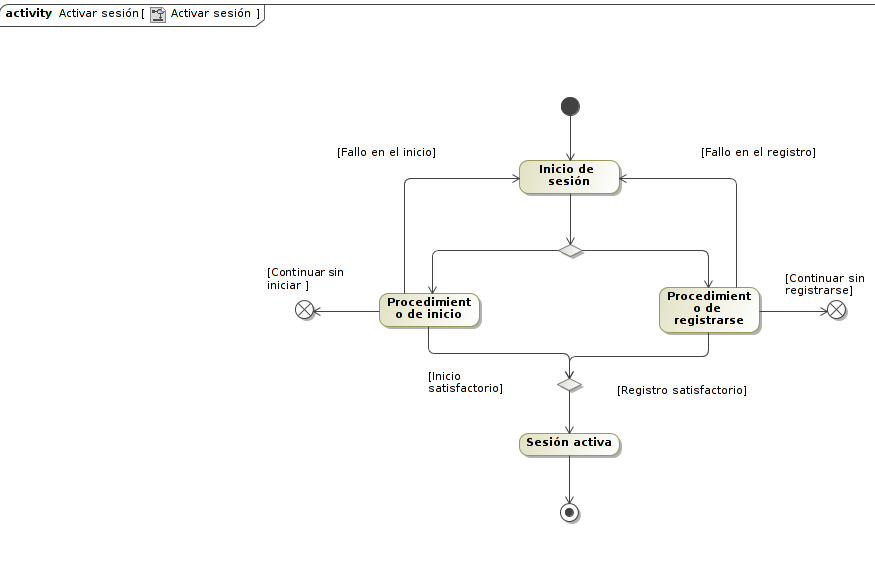 activity Activar sesión[ Activar sesión ]
[Fallo en el inicio]
[Fallo en el registro]
Inicio de
sesión
[Continuar sin
iniciar ]
[Continuar sin
registrarse]
Procedimient
o de inicio
Procedimient
o de
registrarse
[Inicio
satisfactorio]
[Registro satisfactorio]
Sesión activa